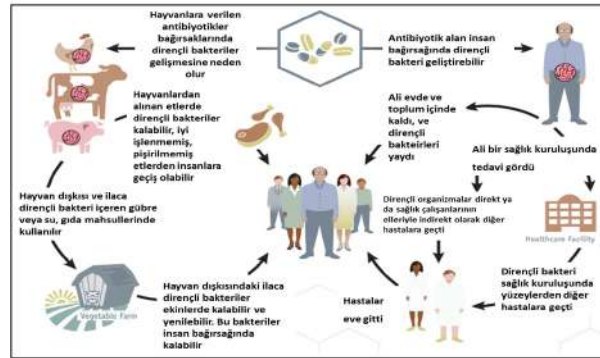 Hayvanlara verilen
antibiyotikler
bağırsaklarında
dirençli bakteriler
gelişmesine neden
olur
Antibiyotik alan insan
bağırsağında dirençli
bakteri geliştirebilir
Hayvanlardan
alınan etlerde
dirençli bakteriler
kalabilir, iyi
işlenmemiş,
pişirilmemiş
etlerden insanlara
geçiş olabilir
Ali evde ve
toplum içinde
kaldı, ve
dirençli
bakteirleri
yaydı
Ali bir sağlık kuruluşunda
tedavi gördü
Hayvan dışkısı ve ilaca
dirençli bakteri içeren gübre
veya su, gıda mahsullerinde
kullanılır
Dirençli organizmalar direkt ya
da sağlık çalışanlarının
elleriyle indirekt olarak diğer
hastalara geçti
Healthcare Facility
Vegetable Farm
Hayvan dışkısındaki ilaca
dirençli bakteriler
ekinlerde kalabilir ve
yenilebilir. Bu bakteriler
insan bağırsağında
kalabilir
Hastalar
eve gitti
Dirençli bakteri
sağlık kuruluşunda
yüzeylerden diğer
hastalara geçti